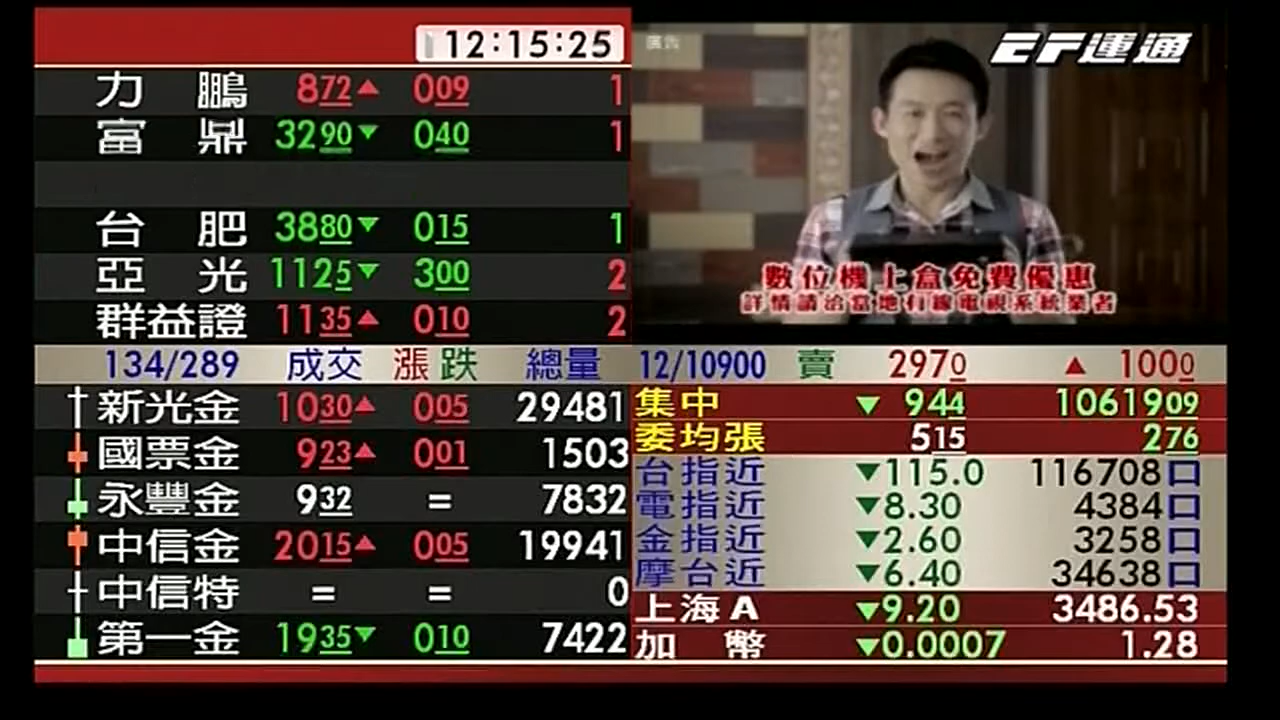 12:15:25
力鵬 872 ▲ 009 1
富鼎 3290 ▼ 040 1
台肥 3880 ▼ 015 1
亞光 1125 ▼ 300 2
群益證 1135 ▲ 010 2
134/289 成交 漲跌 總量
新光金 1030 ▲ 005 29481
國票金 923 ▲ 001 1503
永豐金 932 = 7832
中信金 2015 ▲ 005 19941
中信特 = = 0
第一金 1935 ▼ 010 7422
廣告
EF運通
數位機上盒免費優惠
詳情請洽當地有線電視系統業者
12/10900 賣 2970 ▲ 1000
集中 ▼ 944 1061909
委均張 515 276
台指近 ▼115.0 116708口
電指近 ▼8.30 4384口
金指近 ▼2.60 3258口
摩台近 ▼6.40 34638口
上海A ▼9.20 3486.53
加幣 ▼0.0007 1.28